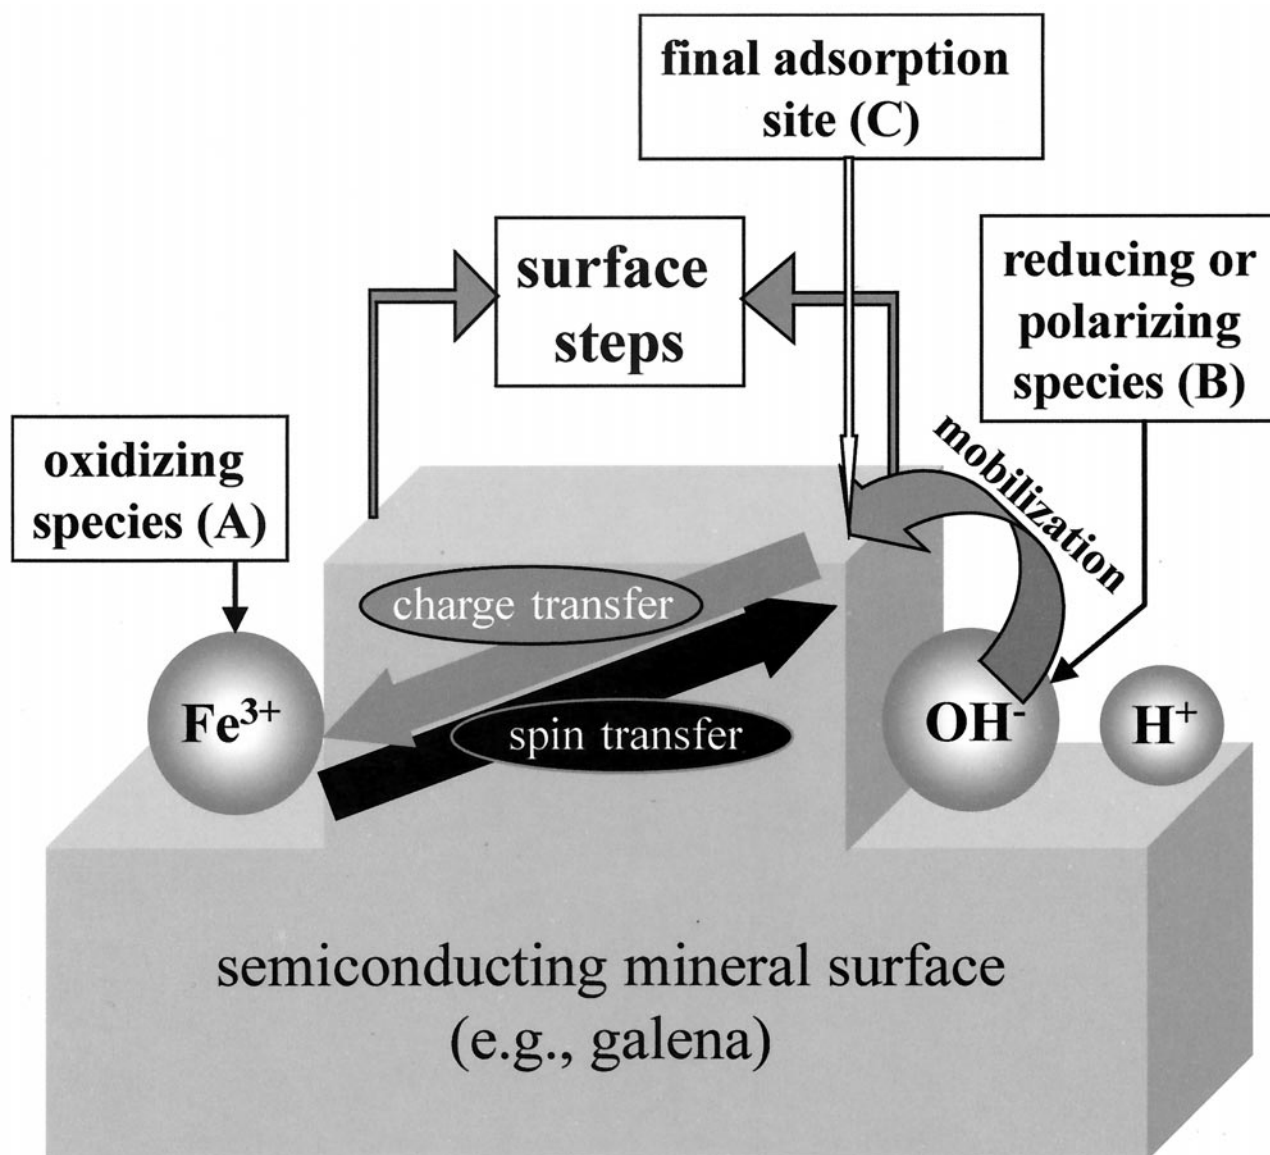 final adsorption
site (C)
surface
steps
reducing or
polarizing
species (B)
oxidizing
species (A)
mobilization
charge transfer
spin transfer
Fe³⁺
OH⁻
H⁺
semiconducting mineral surface
(e.g., galena)